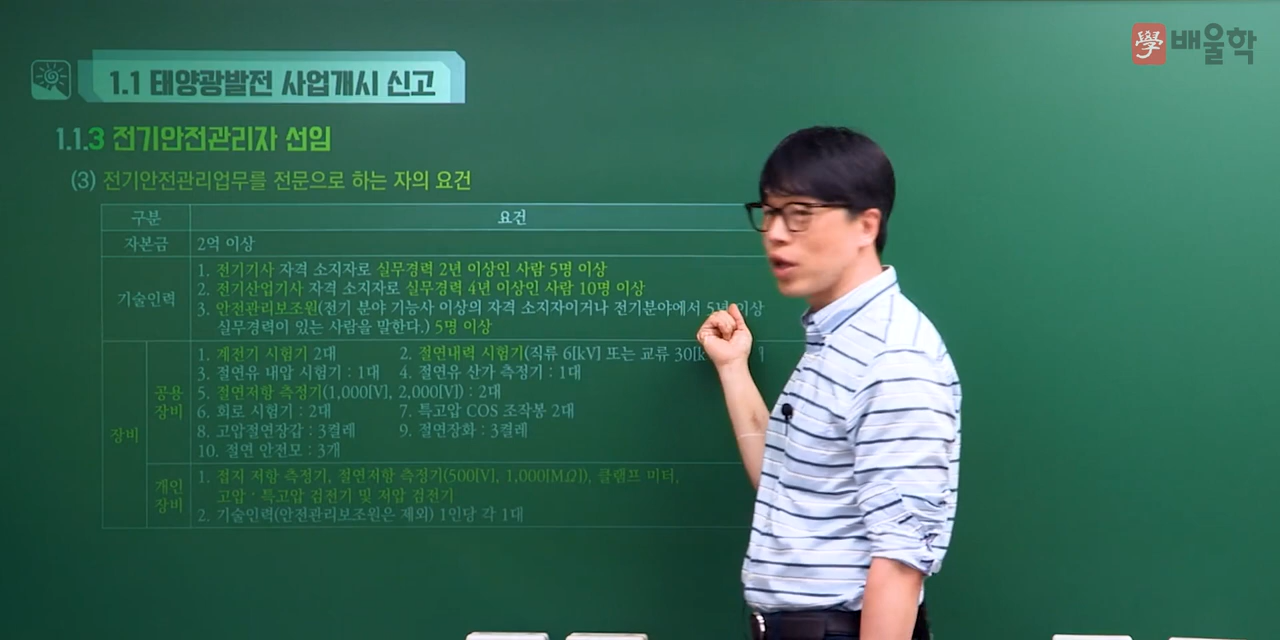 學 배울학
1.1 태양광발전 사업개시 신고
1.1.3 전기안전관리자 선임
(3) 전기안전관리업무를 전문으로 하는 자의 요건
구분 요건
자본금 2억 이상
기술인력
1. 전기기사 자격 소지자로 실무경력 2년 이상인 사람 5명 이상
2. 전기산업기사 자격 소지자로 실무경력 4년 이상인 사람 10명 이상
3. 안전관리보조원(전기 분야 기능사 이상의 자격 소지자이거나 전기분야에서 5년 이상
실무경력이 있는 사람을 말한다.) 5명 이상
장비
공용
장비
1. 계전기 시험기 2대 2. 절연내력 시험기(직류 6[kV] 또는 교류 30[k
3. 절연유 내압 시험기 : 1대 4. 절연유 산가 측정기 : 1대
5. 절연저항 측정기(1,000[V], 2,000[V]) : 2대
6. 회로 시험기 : 2대 7. 특고압 COS 조작봉 2대
8. 고압절연장갑 : 3켤레 9. 절연장화 : 3켤레
10. 절연 안전모 : 3개
개인
장비
1. 접지 저항 측정기, 절연저항 측정기(500[V], 1,000[MΩ]), 클램프 미터,
고압 · 특고압 검전기 및 저압 검전기
2. 기술인력(안전관리보조원은 제외) 1인당 각 1대